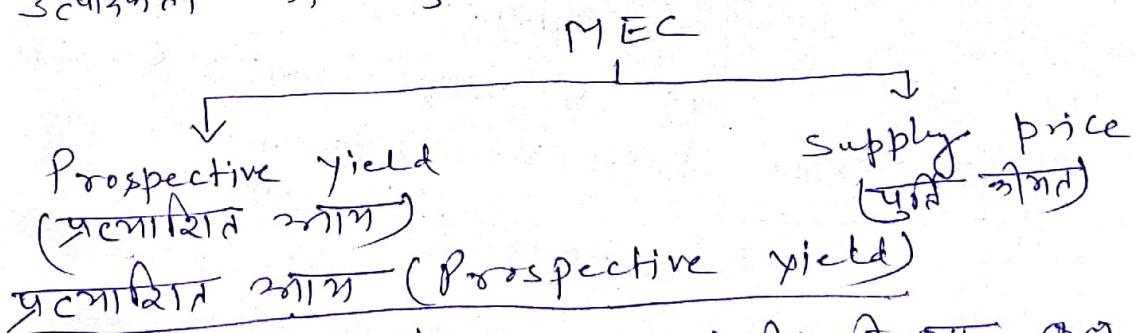 MEC
Prospective yield
supply price
(प्रत्याशित आय)
(पुर्ति कीमत)
प्रत्याशित आय (Prospective yield)